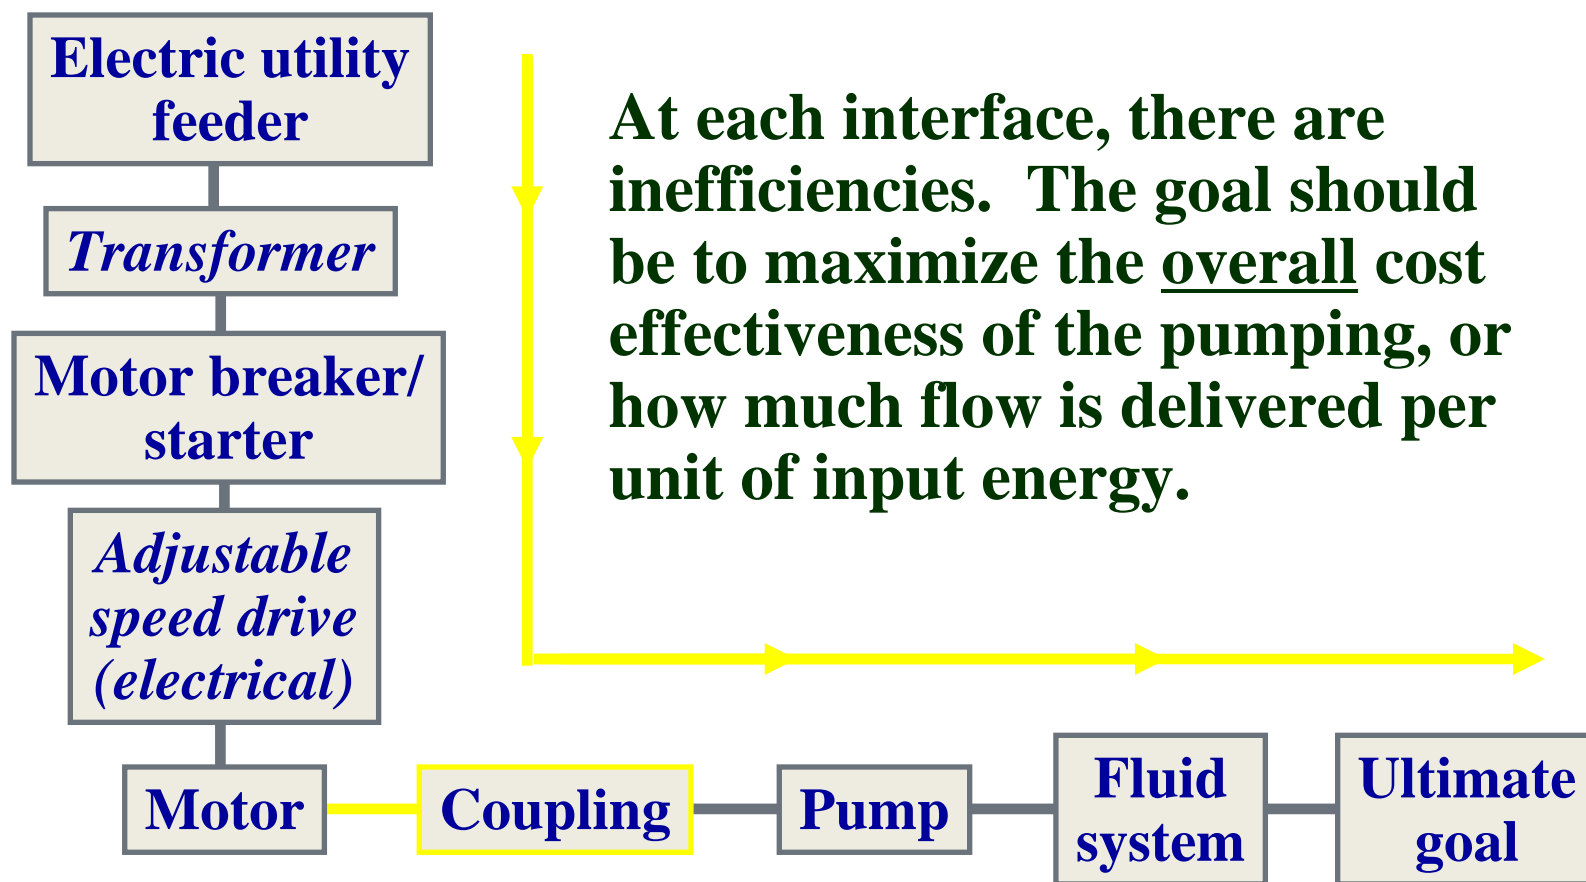 Electric utility
feeder
Transformer
Motor breaker/
starter
Adjustable
speed drive
(electrical)
Motor
Coupling
Pump
Fluid
system
Ultimate
goal
At each interface, there are
inefficiencies.  The goal should
be to maximize the overall cost
effectiveness of the pumping, or
how much flow is delivered per
unit of input energy.